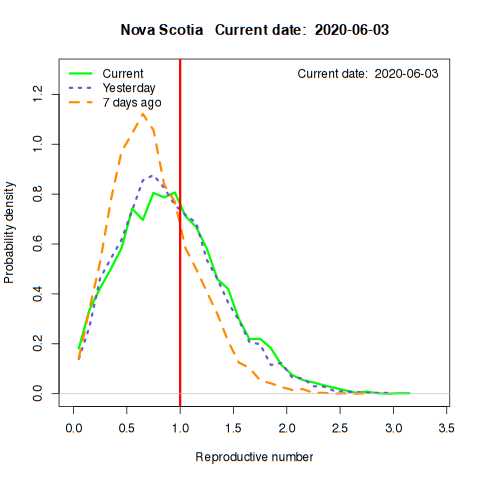 Nova Scotia   Current date:  2020-06-03
Current
Yesterday
7 days ago
Current date:  2020-06-03
Probability density
0.0 0.2 0.4 0.6 0.8 1.0 1.2
0.0 0.5 1.0 1.5 2.0 2.5 3.0 3.5
Reproductive number